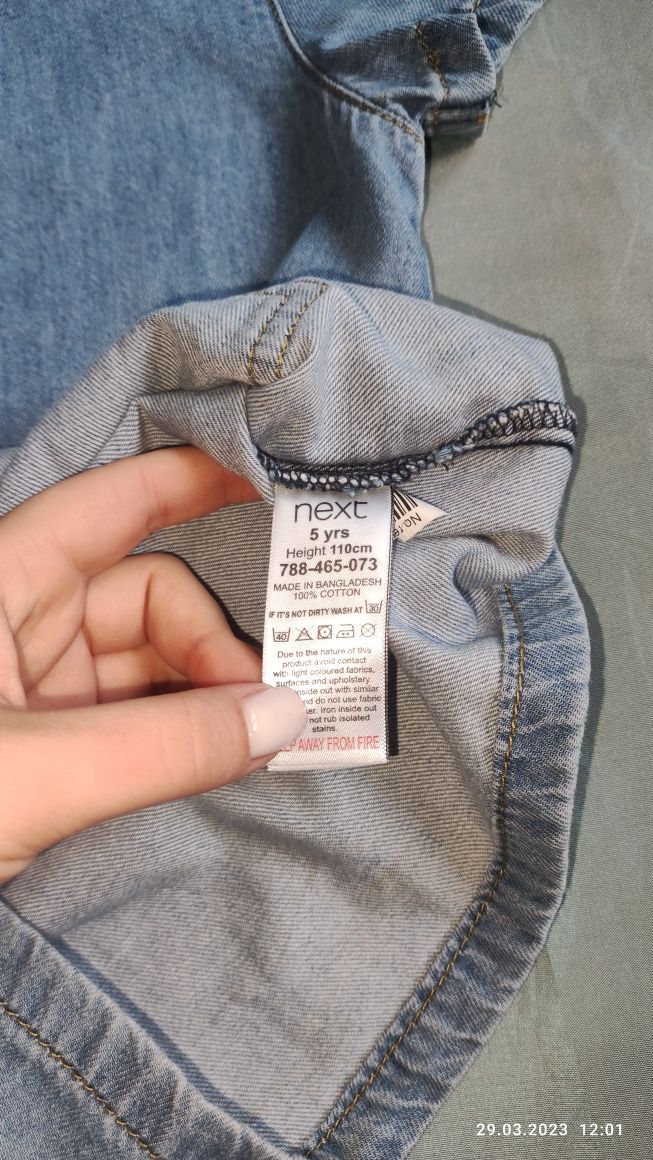 next
5 yrs
Height 110cm
788-465-073
MADE IN BANGLADESH
100% COTTON
IF IT'S NOT DIRTY WASH AT 30
40
Due to the nature of this
product avoid contact
with light coloured fabrics,
surfaces and upholstery
inside out with similar
and do not use fabric
Iron inside out
not rub isolated
stains.
AWAY FROM FIRE
29.03.2023 12:01